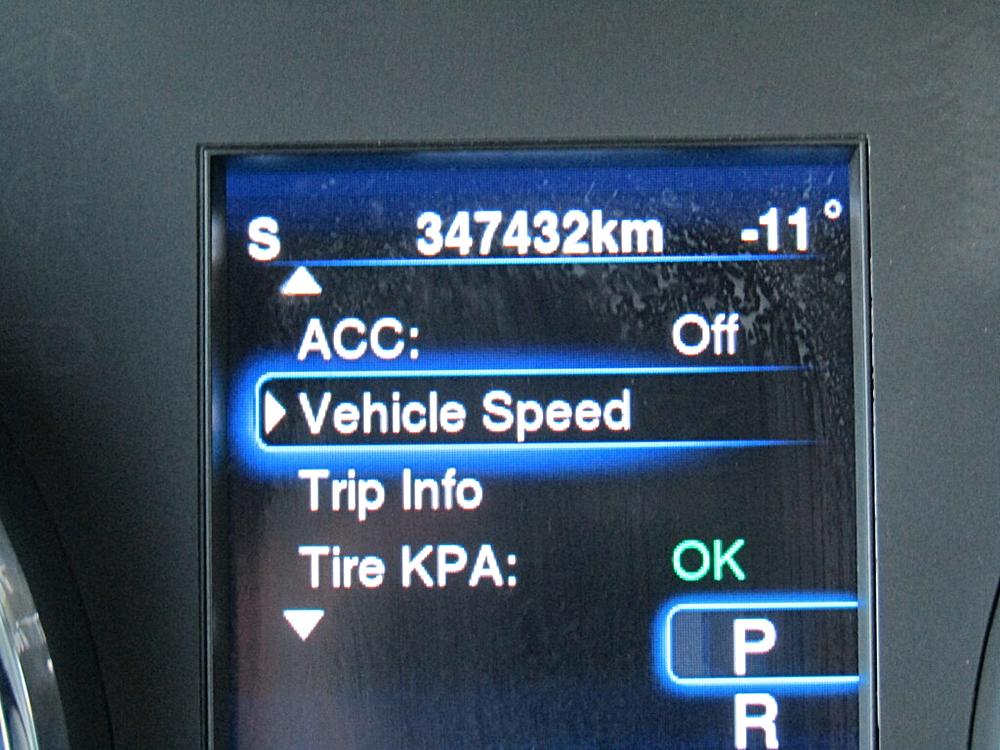 S 347432km -11°
ACC: Off
Vehicle Speed
Trip Info
Tire KPA: OK
P
R